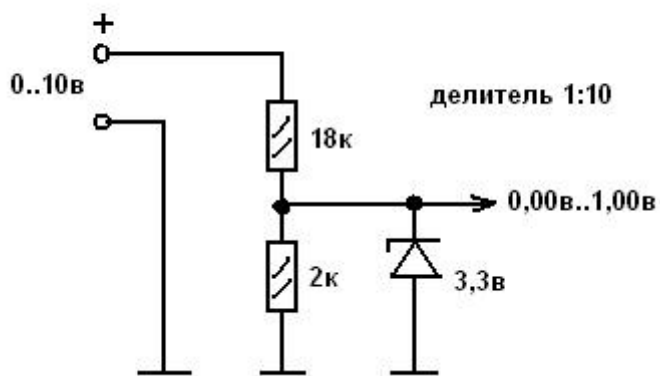 +
0..10в
делитель 1:10
18к
0,00в..1,00в
2к
3,3в